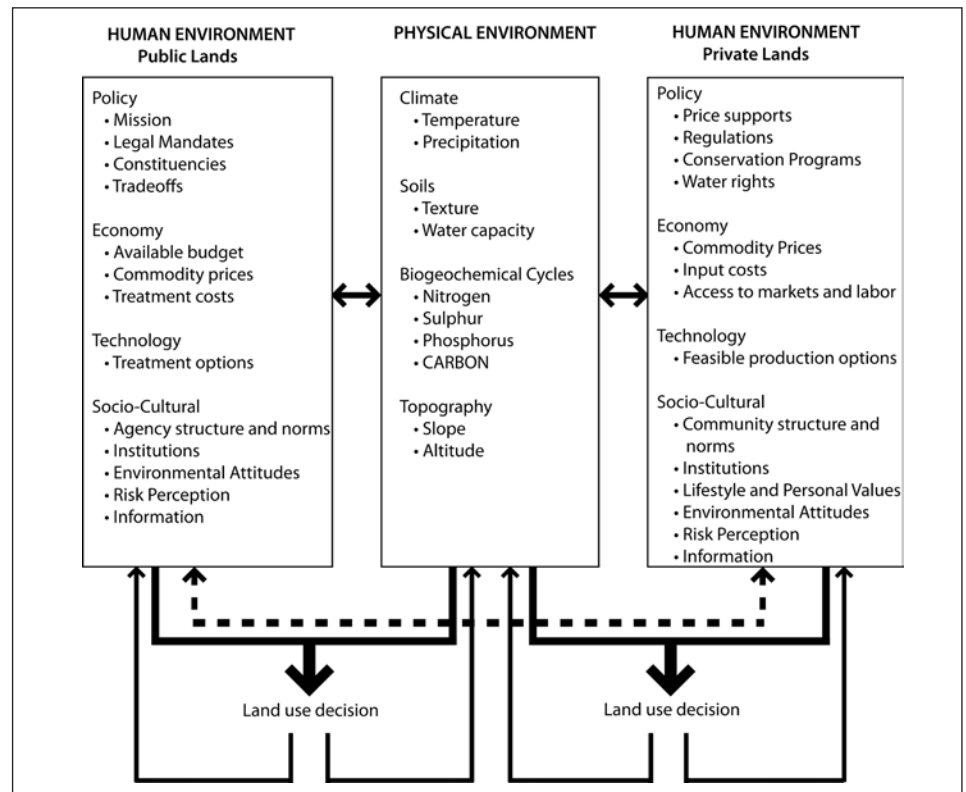 HUMAN ENVIRONMENT
Public Lands
Policy
• Mission
• Legal Mandates
• Constituencies
• Tradeoffs
Economy
• Available budget
• Commodity prices
• Treatment costs
Technology
• Treatment options
Socio-Cultural
• Agency structure and norms
• Institutions
• Environmental Attitudes
• Risk Perception
• Information
PHYSICAL ENVIRONMENT
Climate
• Temperature
• Precipitation
Soils
• Texture
• Water capacity
Biogeochemical Cycles
• Nitrogen
• Sulphur
• Phosphorus
• CARBON
Topography
• Slope
• Altitude
HUMAN ENVIRONMENT
Private Lands
Policy
• Price supports
• Regulations
• Conservation Programs
• Water rights
Economy
• Commodity Prices
• Input costs
• Access to markets and labor
Technology
• Feasible production options
Socio-Cultural
• Community structure and
norms
• Institutions
• Lifestyle and Personal Values
• Environmental Attitudes
• Risk Perception
• Information
Land use decision
Land use decision